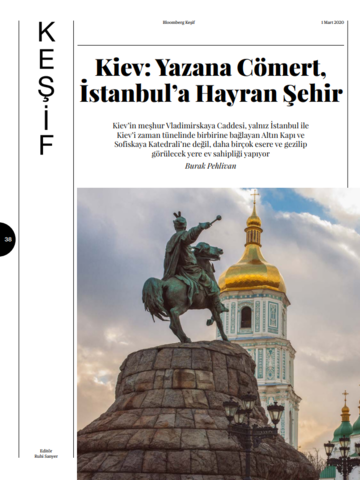 Bloomberg Keşif
1 Mart 2020
KEŞİF
Kiev: Yazana Cömert,
İstanbul’a Hayran Şehir
Kiev’in meşhur Vladimirskaya Caddesi, yalnız İstanbul ile
Kiev’i zaman tünelinde birbirine bağlayan Altın Kapı ve
Sofiskaya Katedrali’ne değil, daha birçok esere ve gezilip
görülecek yere ev sahipliği yapıyor
Burak Pehlivan
38
Editör
Ruhi Sanyer